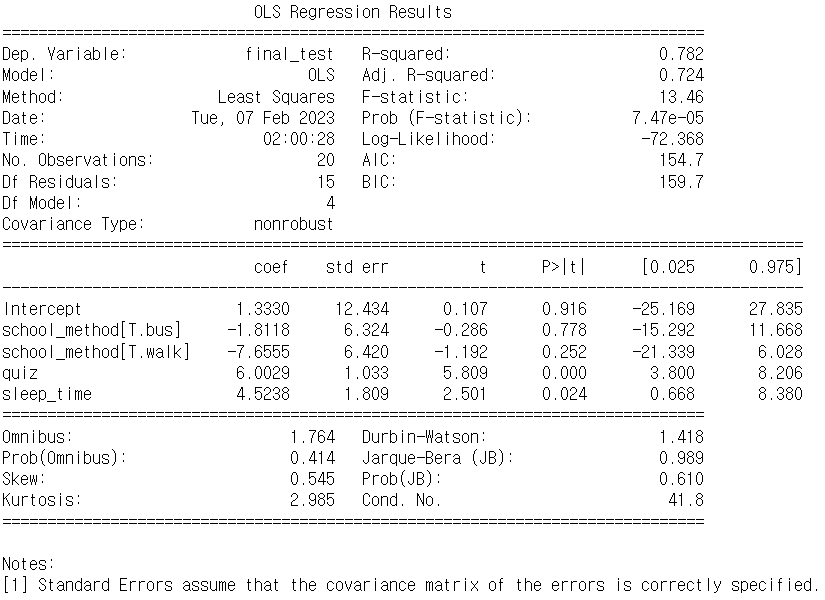 OLS Regression Results
==============================================================================
Dep. Variable: final_test R-squared: 0.782
Model: OLS Adj. R-squared: 0.724
Method: Least Squares F-statistic: 13.46
Date: Tue, 07 Feb 2023 Prob (F-statistic): 7.47e-05
Time: 02:00:28 Log-Likelihood: -72.368
No. Observations: 20 AIC: 154.7
Df Residuals: 15 BIC: 159.7
Df Model: 4
Covariance Type: nonrobust
=========================================================================================
coef std err t P>|t| [0.025 0.975]
-----------------------------------------------------------------------------------------
Intercept 1.3330 12.434 0.107 0.916 -25.169 27.835
school_method[T.bus] -1.8118 6.324 -0.286 0.778 -15.292 11.668
school_method[T.walk] -7.6555 6.420 -1.192 0.252 -21.339 6.028
quiz 6.0029 1.033 5.809 0.000 3.800 8.206
sleep_time 4.5238 1.809 2.501 0.024 0.668 8.380
==============================================================================
Omnibus: 1.764 Durbin-Watson: 1.418
Prob(Omnibus): 0.414 Jarque-Bera (JB): 0.989
Skew: 0.545 Prob(JB): 0.610
Kurtosis: 2.985 Cond. No. 41.8
==============================================================================
Notes:
[1] Standard Errors assume that the covariance matrix of the errors is correctly specified.